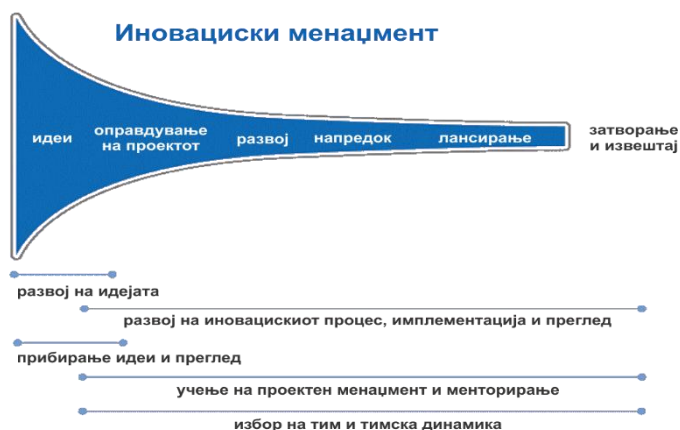 Иновациски менаџмент
идеи
оправдување
на проектот
развој
напредок
лансирање
затворање
и извештај
развој на идејата
развој на иновацискиот процес, имплементација и преглед
прибирање идеи и преглед
учење на проектен менаџмент и менторирање
избор на тим и тимска динамика